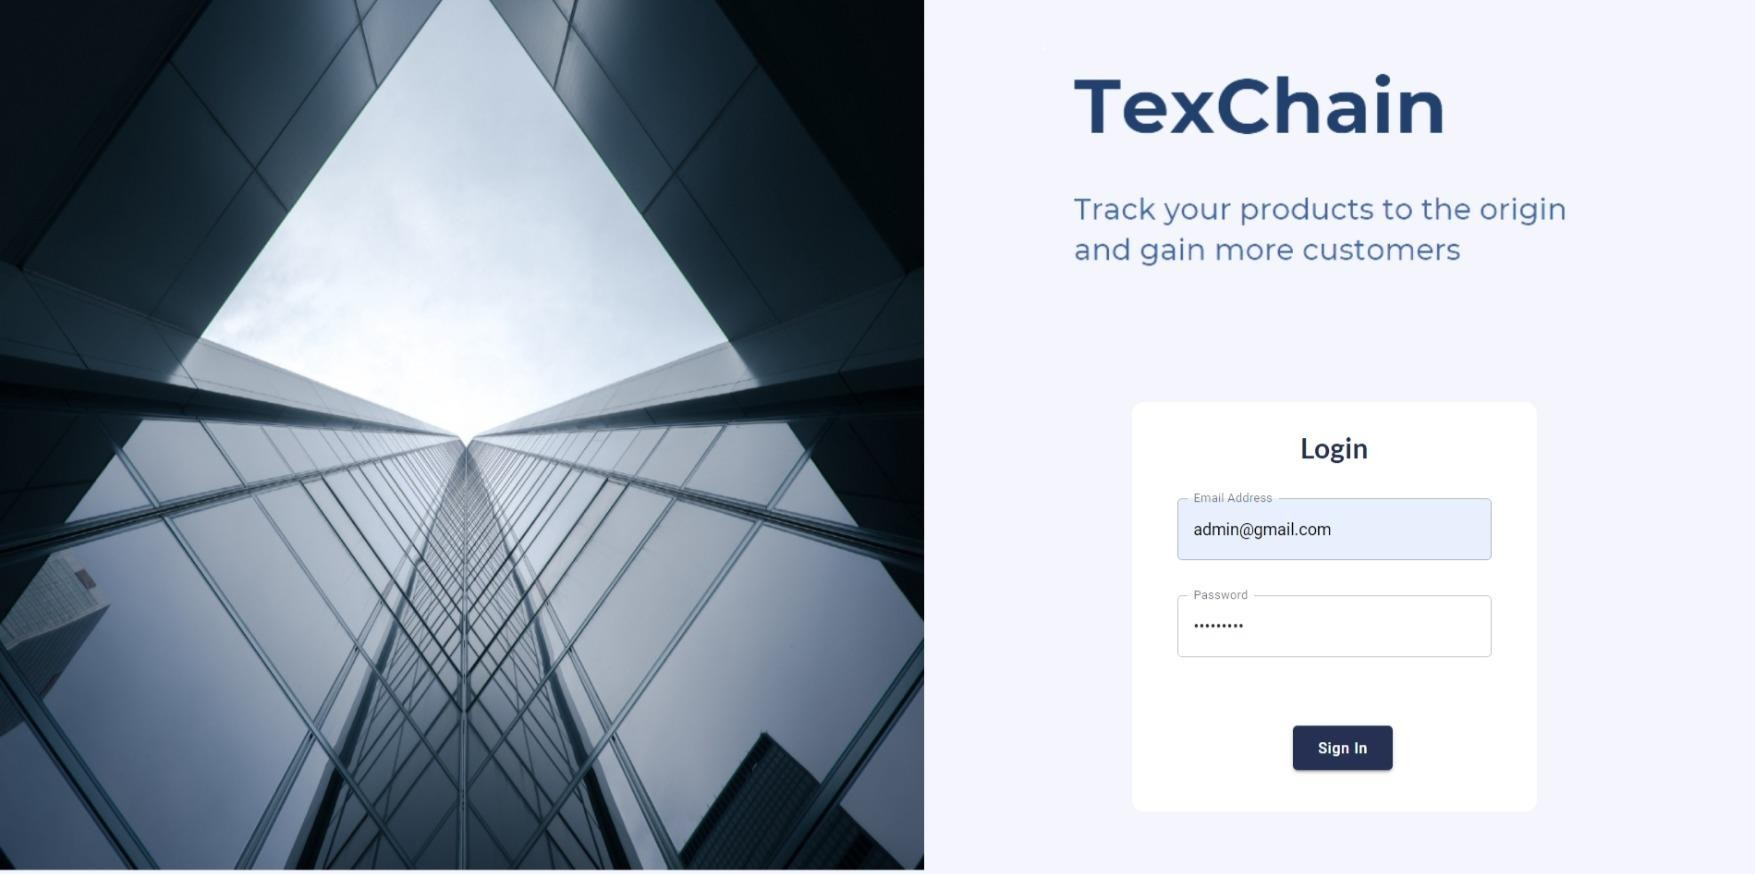 TexChain
Track your products to the origin
and gain more customers
Login
Email Address
admin@gmail.com
Password
•••••••••
Sign In